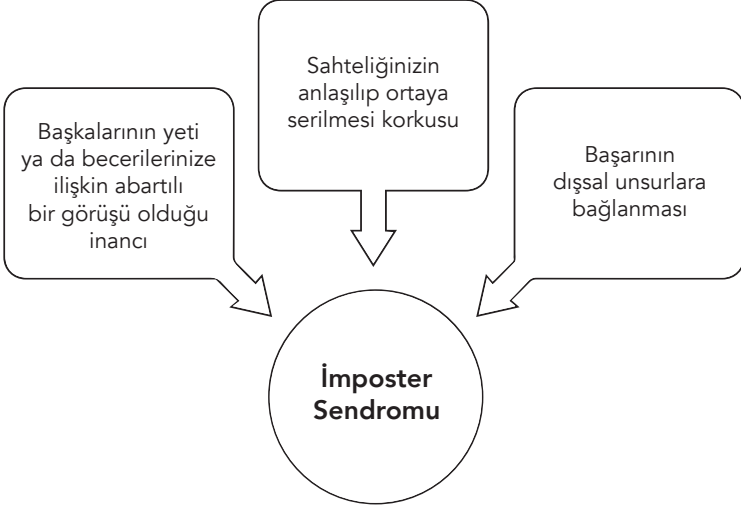 Başkalarının yeti
ya da becerilerinize
ilişkin abartılı
bir görüşü olduğu
inancı
Sahteliğinizin
anlaşılıp ortaya
serilmesi korkusu
Başarının
dışsal unsurlara
bağlanması
İmposter
Sendromu